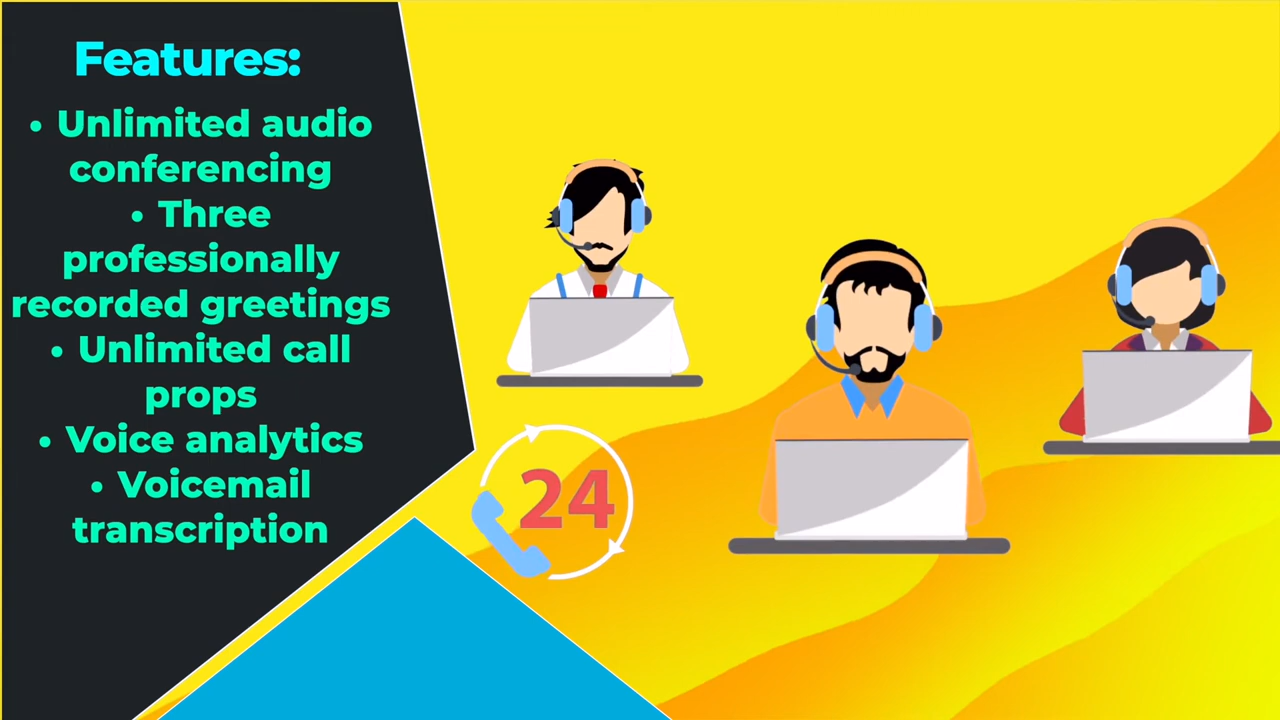 Features:
• Unlimited audio
conferencing
• Three
professionally
recorded greetings
• Unlimited call
props
• Voice analytics
• Voicemail
transcription
24